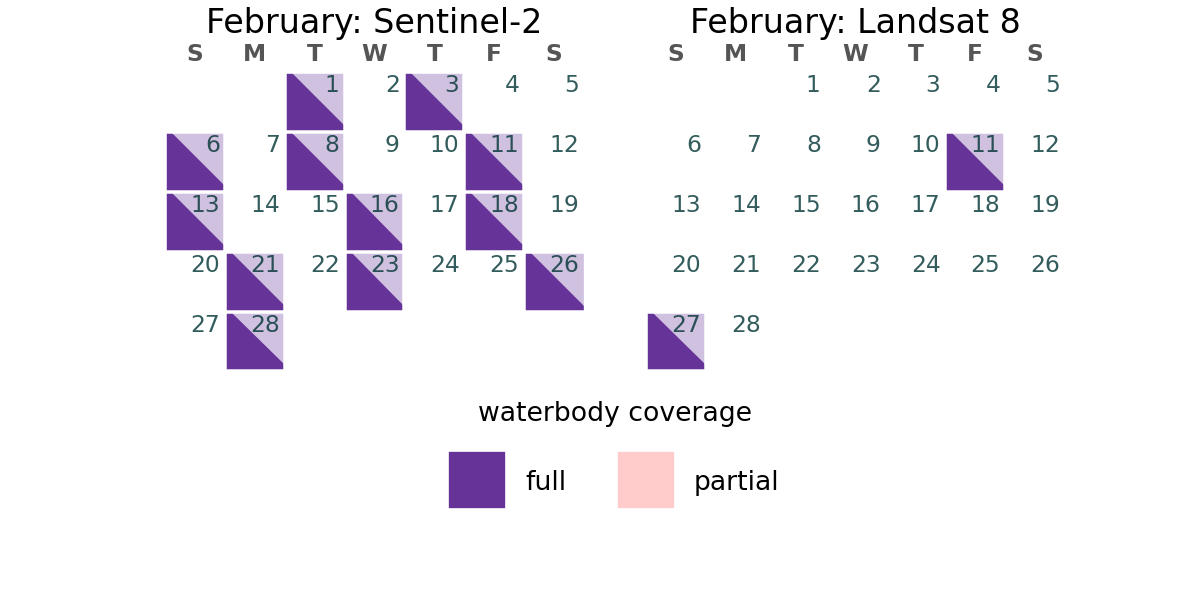 February: Sentinel-2
S M T W T F S
1 2 3 4 5
6 7 8 9 10 11 12
13 14 15 16 17 18 19
20 21 22 23 24 25 26
27 28
February: Landsat 8
S M T W T F S
1 2 3 4 5
6 7 8 9 10 11 12
13 14 15 16 17 18 19
20 21 22 23 24 25 26
27 28
waterbody coverage
full partial